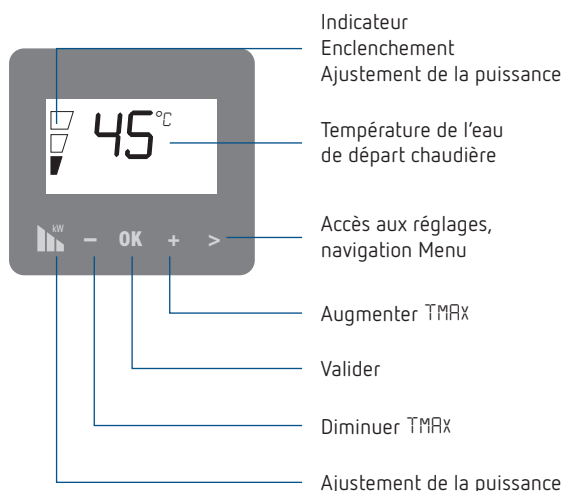 Indicateur
Enclenchement
Ajustement de la puissance
45°C
Température de l'eau
de départ chaudière
kW
− OK + >
Accès aux réglages,
navigation Menu
Augmenter TMAX
Valider
Diminuer TMAX
Ajustement de la puissance